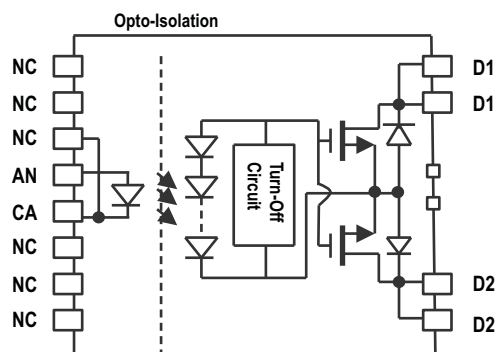 Opto-Isolation
NC
NC
NC
AN
CA
NC
NC
NC
Turn-Off
Circuit
D1
D1
D2
D2